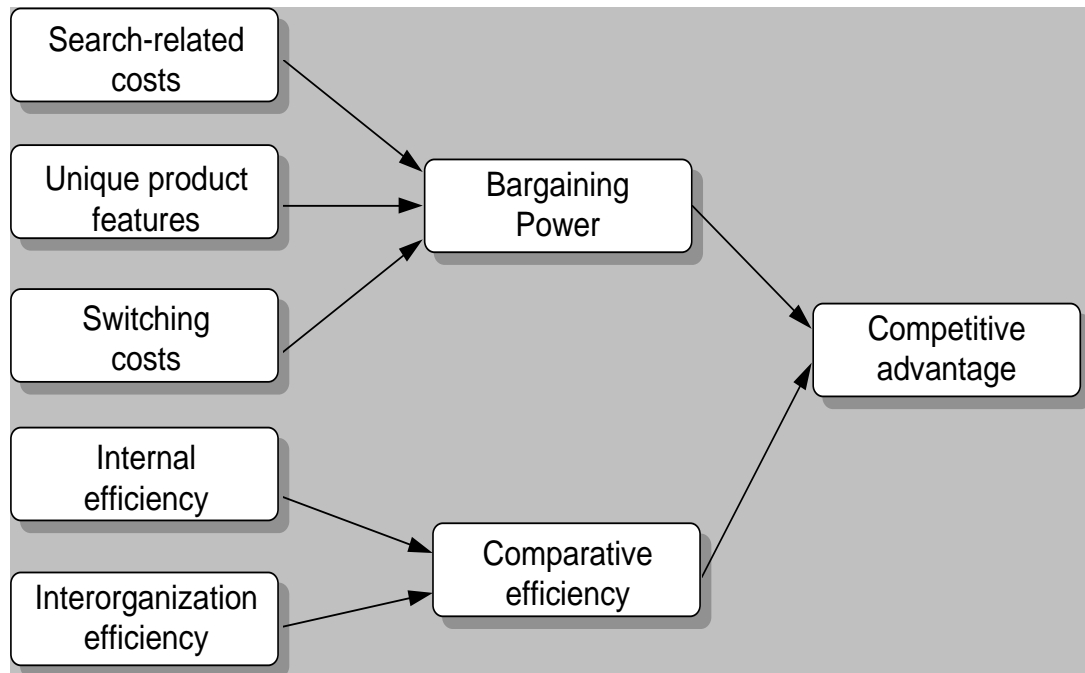 Search-related
costs
Unique product
features
Switching
costs
Internal
efficiency
Interorganization
efficiency
Bargaining
Power
Comparative
efficiency
Competitive
advantage